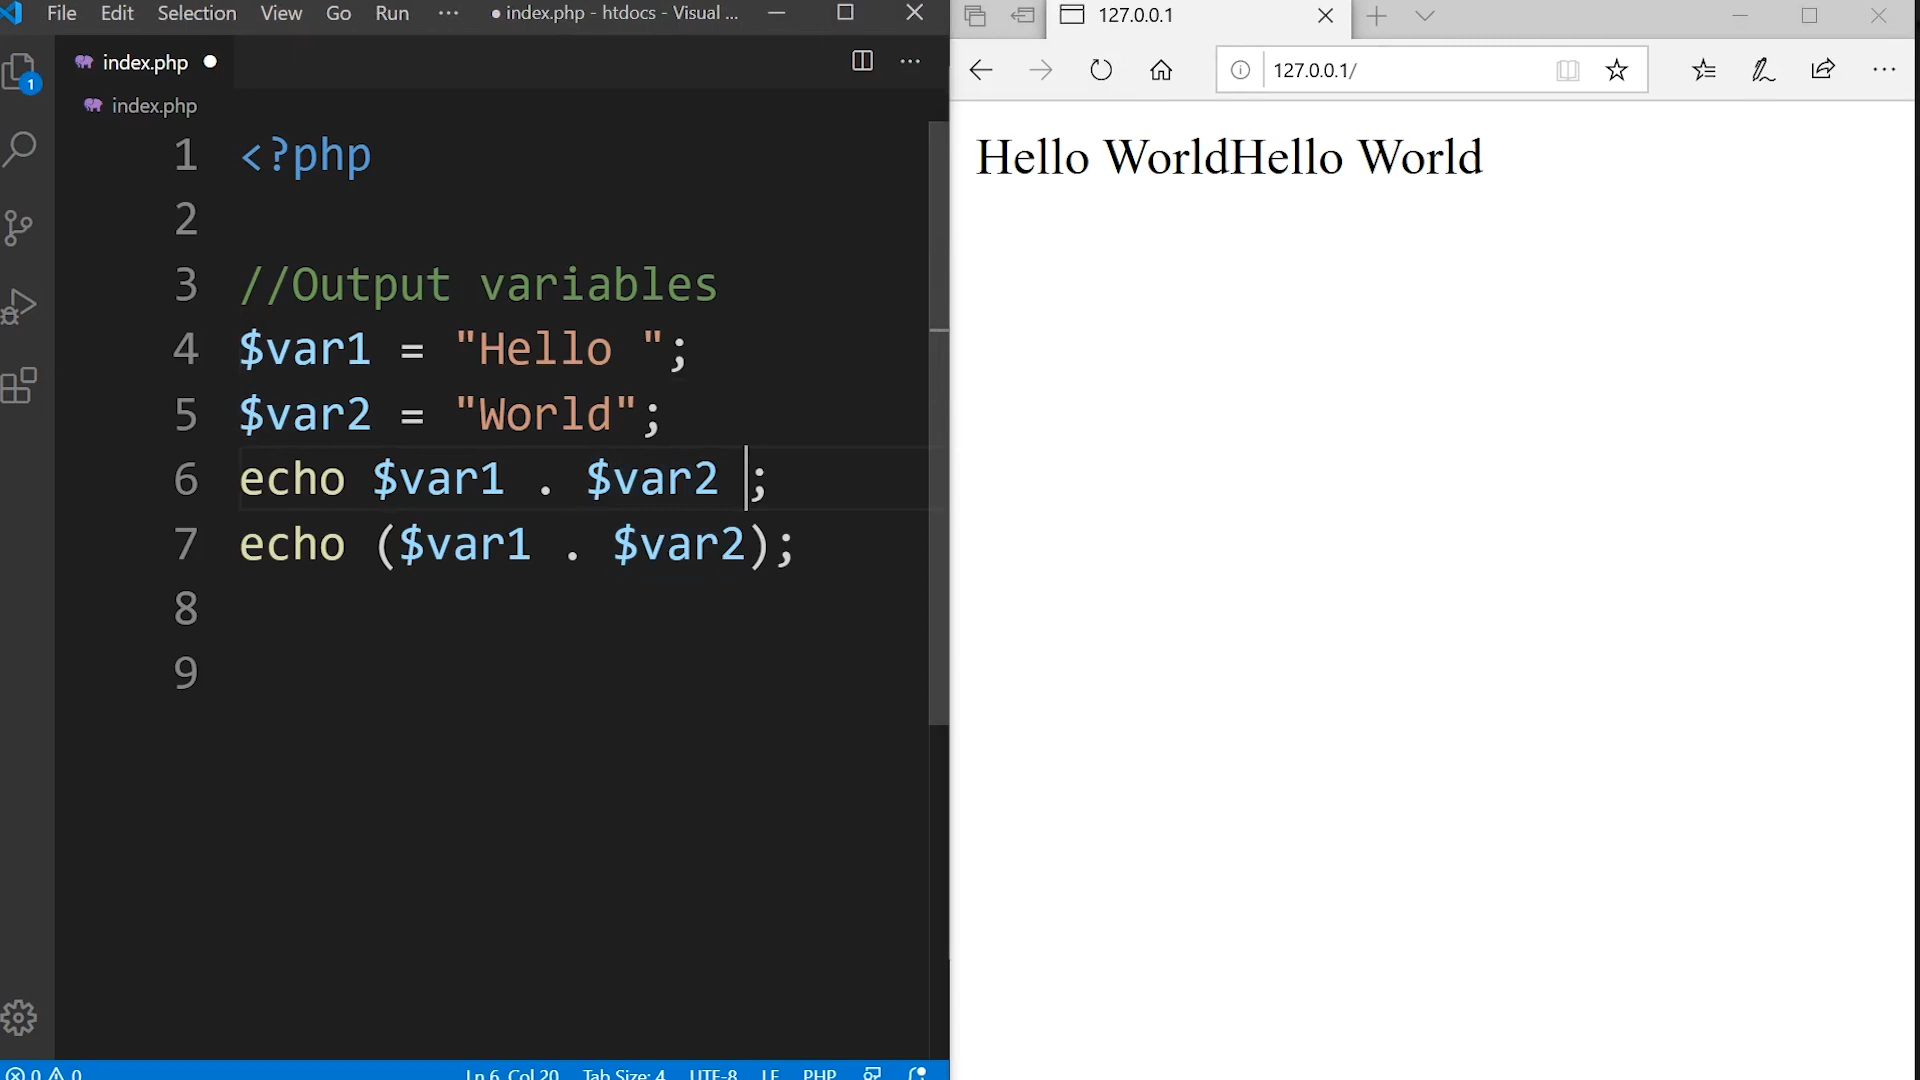 File Edit Selection View Go Run ··· ● index.php - htdocs - Visual ...
index.php ●
1
index.php
1 <?php
2
3 //Output variables
4 $var1 = "Hello ";
5 $var2 = "World";
6 echo $var1 . $var2 ;
7 echo ($var1 . $var2);
8
9
0 0 Ln 6, Col 20 Tab Size: 4 UTF-8 LF PHP
127.0.0.1
127.0.0.1/
Hello WorldHello World